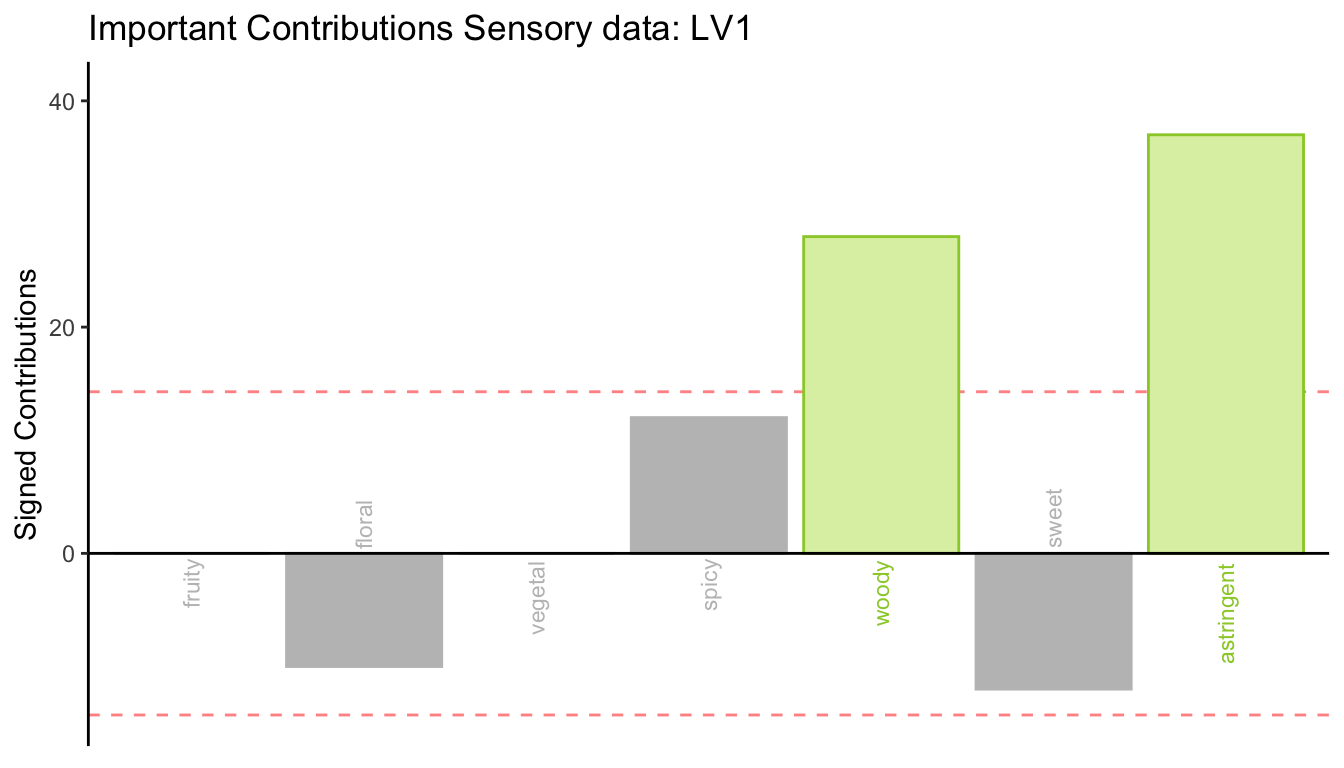 Important Contributions Sensory data: LV1
Signed Contributions
40
20
0
fruity
floral
vegetal
spicy
woody
sweet
astringent